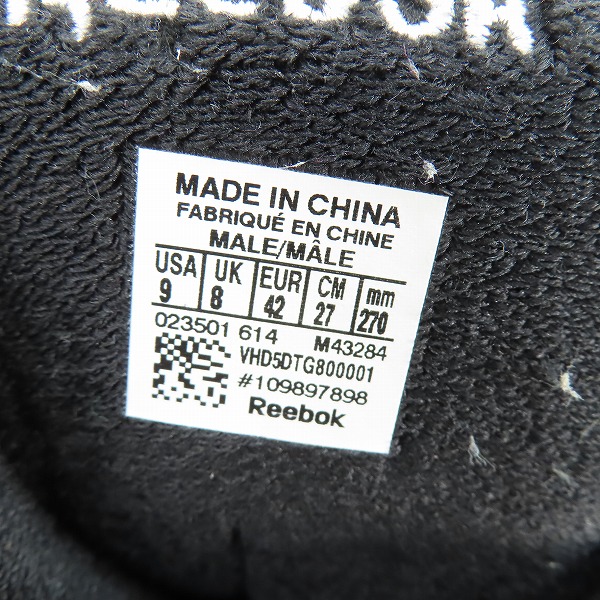 MADE IN CHINA
FABRIQUÉ EN CHINE
MALE/MÂLE
USA UK EUR CM mm
9 8 42 27 270
023501 614 M43284
VHD5DTG800001
#109897898
Reebok